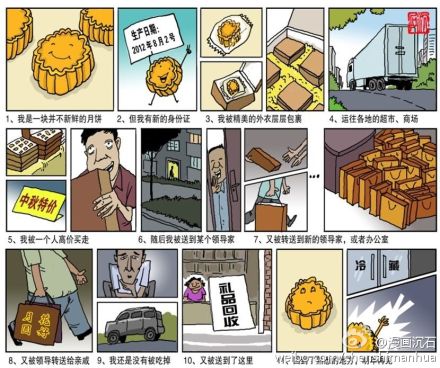 生产日期：
2012年8月2号
1、我是一块并不新鲜的月饼
2、但我有新的身份证
3、我被精美的外衣层层包裹
4、运往各地的超市、商场
中秋特价
5、我被一个人高价买走
6、随后我被送到某个领导家
7、又被转送到新的领导家，或者办公室
月圆
花好
8、又被领导转送给亲戚
9、我还是没有被吃掉
礼品回收
10、又被送到了这里
冷藏
@漫画沉石